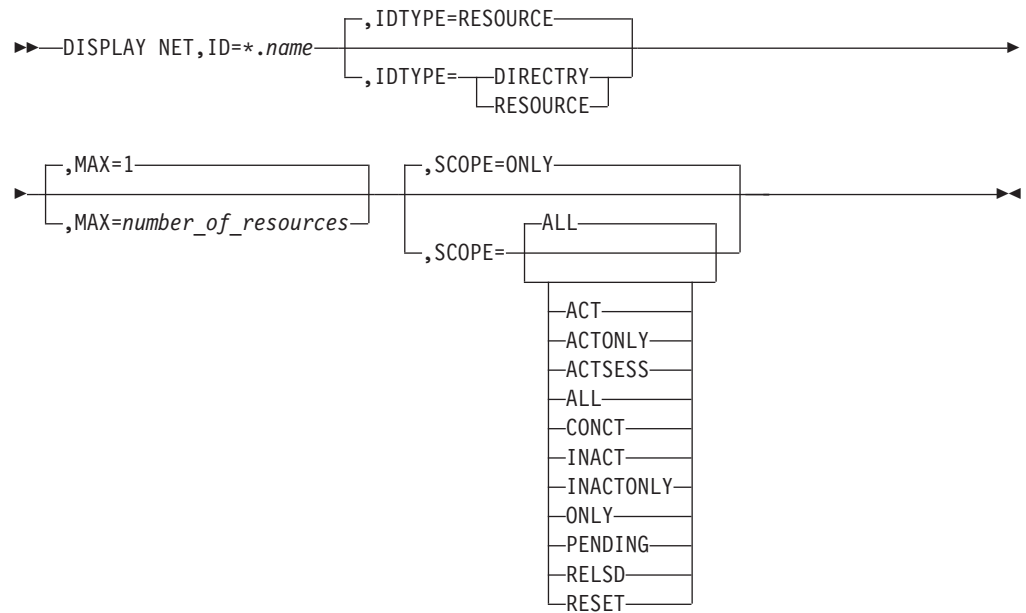 ,IDTYPE=RESOURCE
DISPLAY NET,ID=*.name
,IDTYPE= DIRECTRY
RESOURCE
,MAX=1 ,SCOPE=ONLY
,MAX=number_of_resources ALL
,SCOPE=
ACT
ACTONLY
ACTSESS
ALL
CONCT
INACT
INACTONLY
ONLY
PENDING
RELSD
RESET